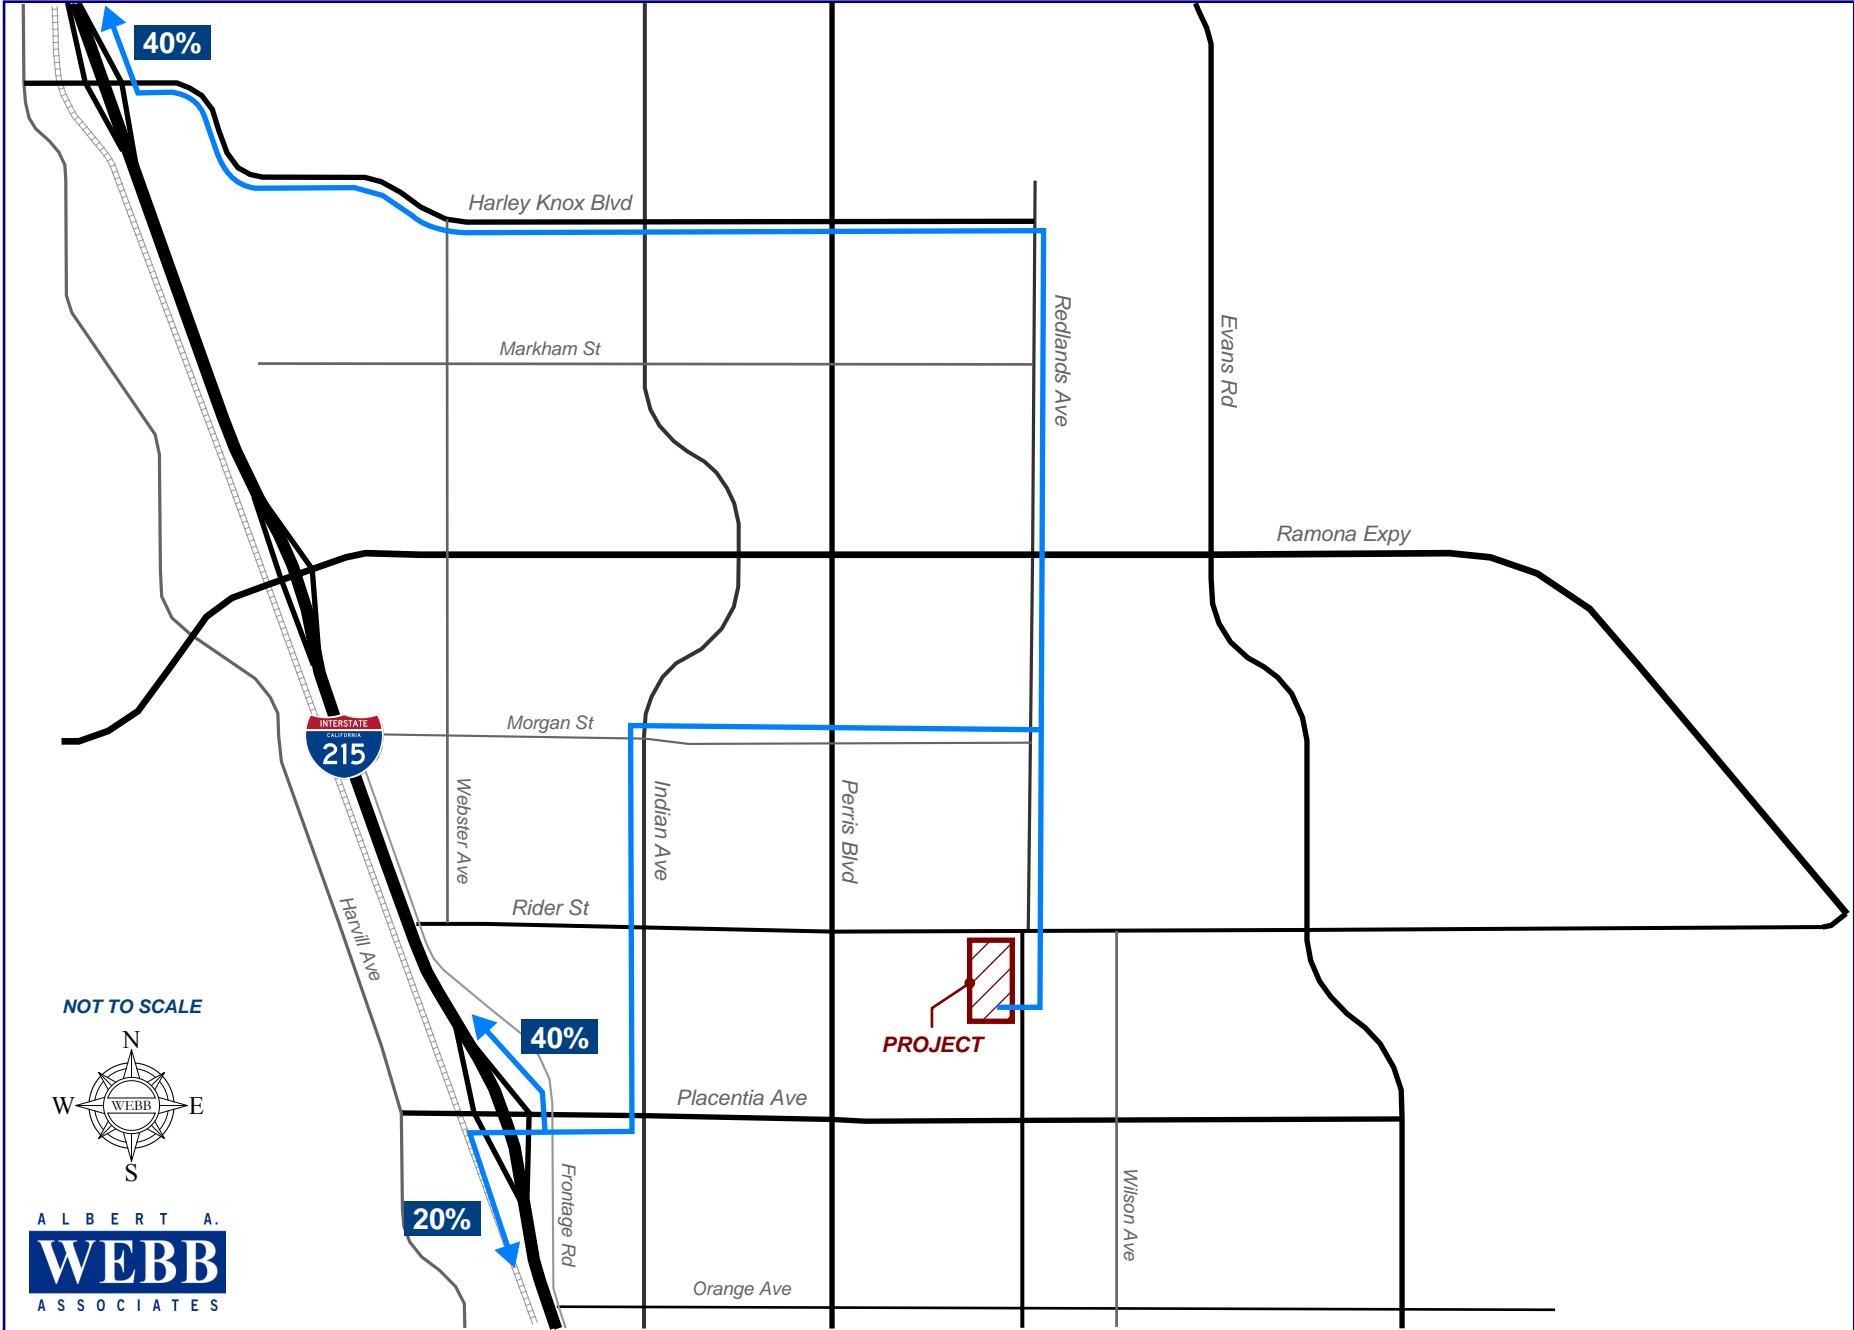 40%
Harley Knox Blvd
Redlands Ave
Evans Rd
Markham St
Ramona Expy
Morgan St
INTERSTATE
CALIFORNIA
215
Webster Ave
Indian Ave
Perris Blvd
Harvill Ave
Rider St
NOT TO SCALE
N
W
WEBB
E
S
40%
PROJECT
Placentia Ave
Frontage Rd
Wilson Ave
20%
Orange Ave
ALBERT A.
WEBB
ASSOCIATES